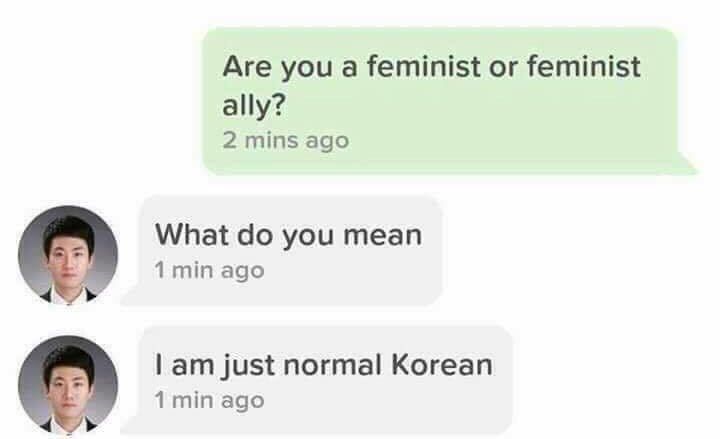 Are you a feminist or feminist
ally?
2 mins ago
What do you mean
1 min ago
I am just normal Korean
1 min ago